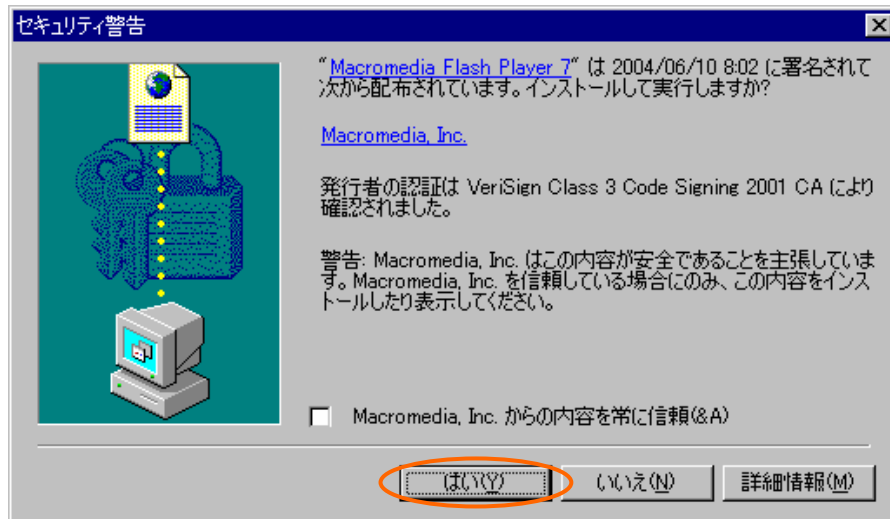 セキュリティ警告
"Macromedia Flash Player 7" は 2004/06/10 8:02 に署名されて
次から配布されています。インストールして実行しますか?
Macromedia, Inc.
発行者の認証は VeriSign Class 3 Code Signing 2001 CA により
確認されました。
警告: Macromedia, Inc. はこの内容が安全であることを主張していま
す。Macromedia, Inc. を信頼している場合にのみ、この内容をインス
トールしたり表示してください。
Macromedia, Inc. からの内容を常に信頼(&A)
はい(Y) いいえ(N) 詳細情報(M)